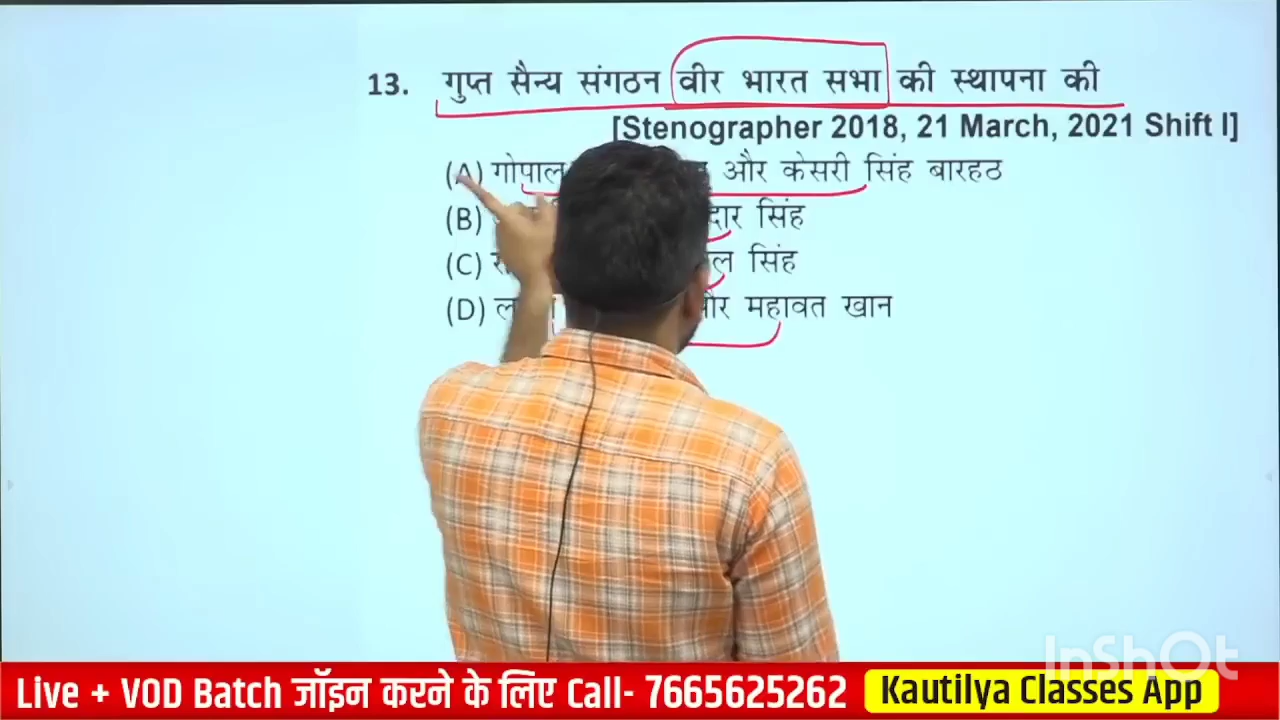 13. गुप्त सैन्य संगठन वीर भारत सभा की स्थापना की
[Stenographer 2018, 21 March, 2021 Shift I]
(A) गोपाल और केसरी सिंह बारहठ
(B) सिंह
(C) सिंह
(D) और महावत खान
InShOt
Live + VOD Batch जॉइन करने के लिए Call- 7665625262
Kautilya Classes App